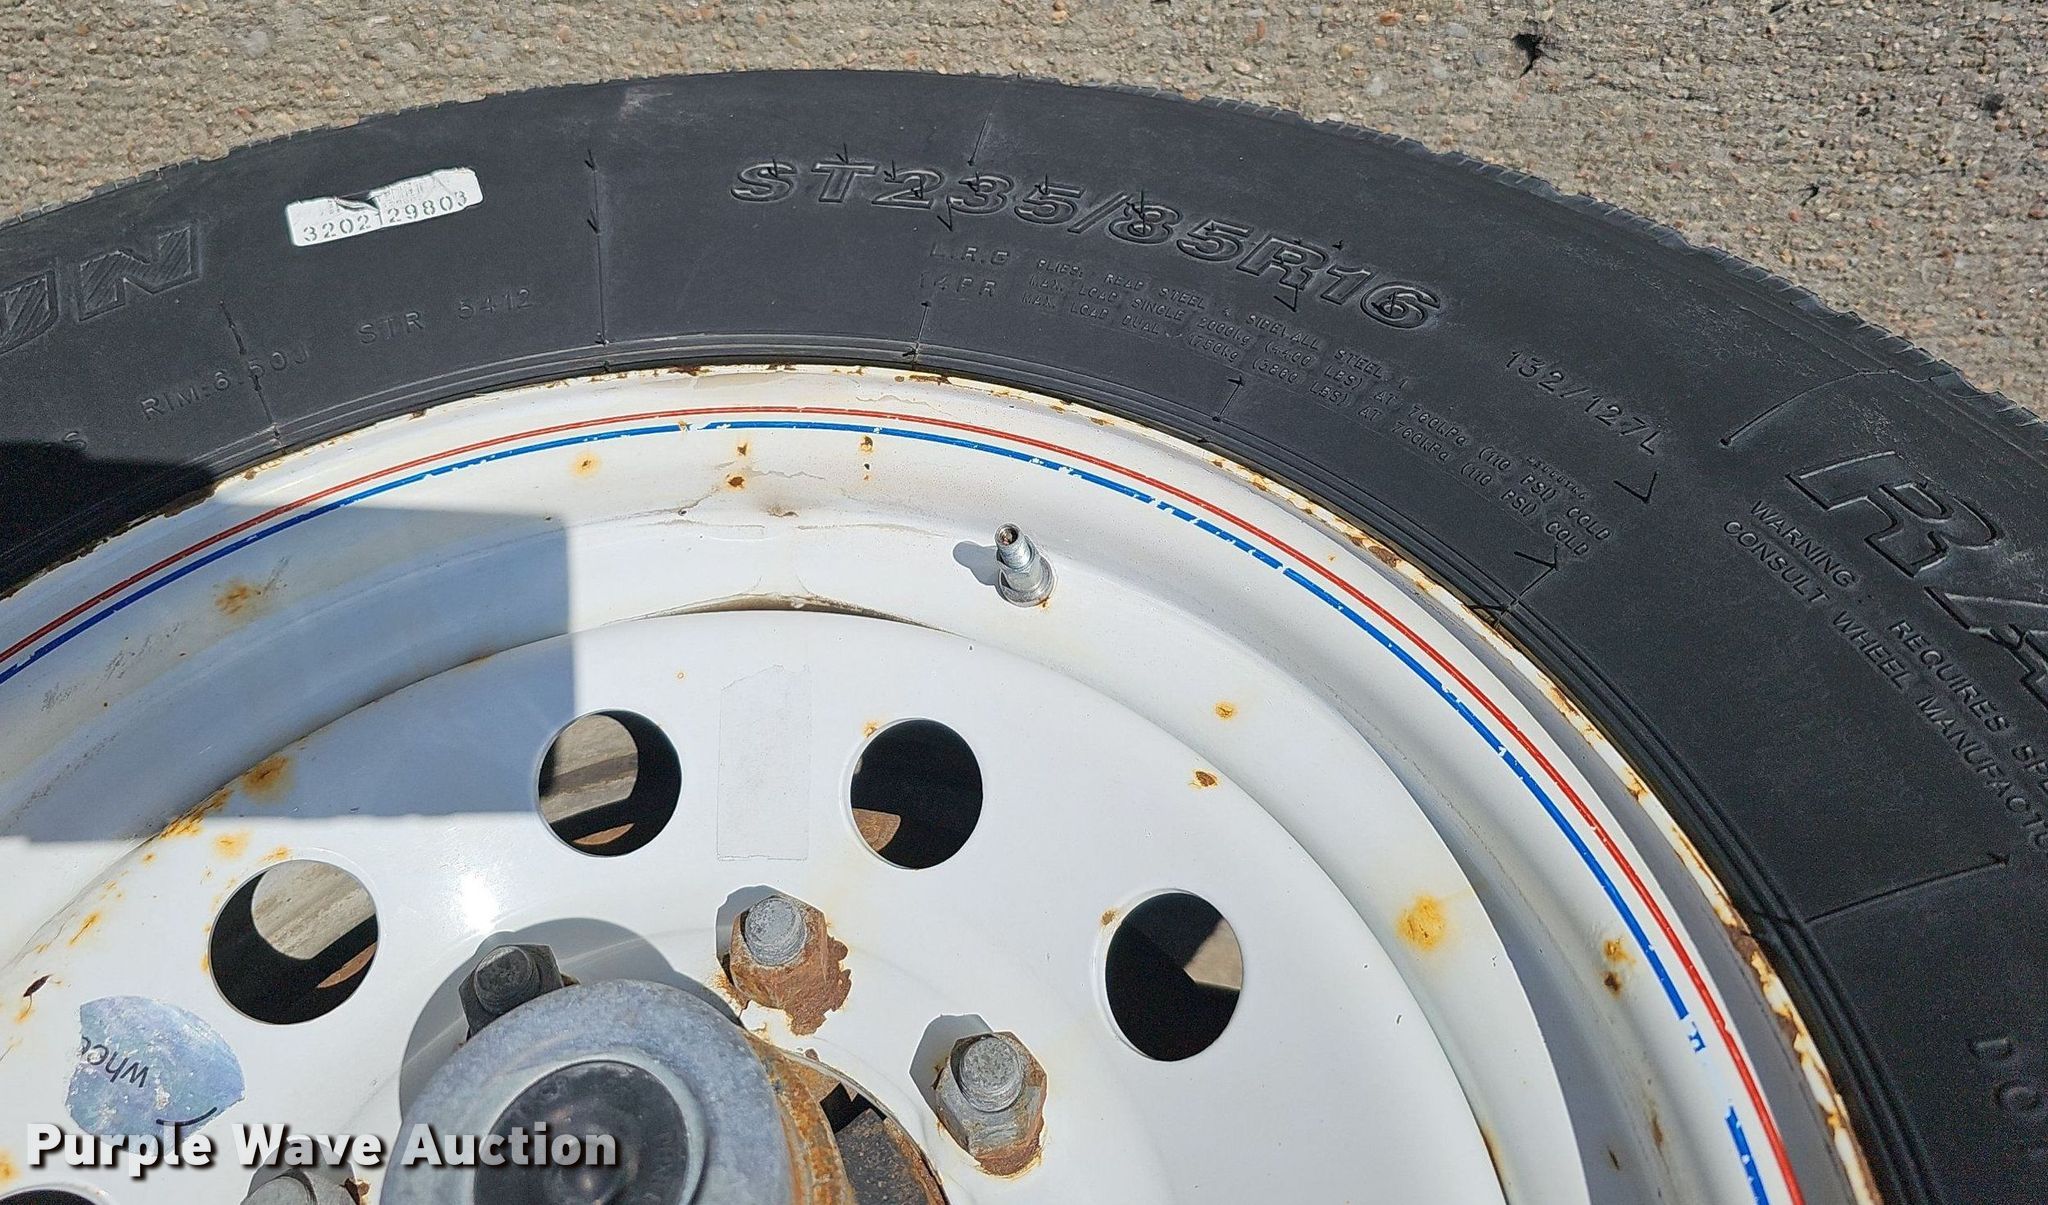 3202129803
ST235/85R16
L.R.G
14PR
PLIES: READ STEEL 4 SIDEWALL STEEL 1
MAX. LOAD SINGLE 2000kg (4400 LBS) AT 760kPa (110 PSI) COLD
MAX. LOAD DUAL 1750kg (3800 LBS) AT 760kPa (110 PSI) COLD
132/127L
RIM:6.50J STR 5412
WARNING: REQUIRES
CONSULT WHEEL
Purple Wave Auction